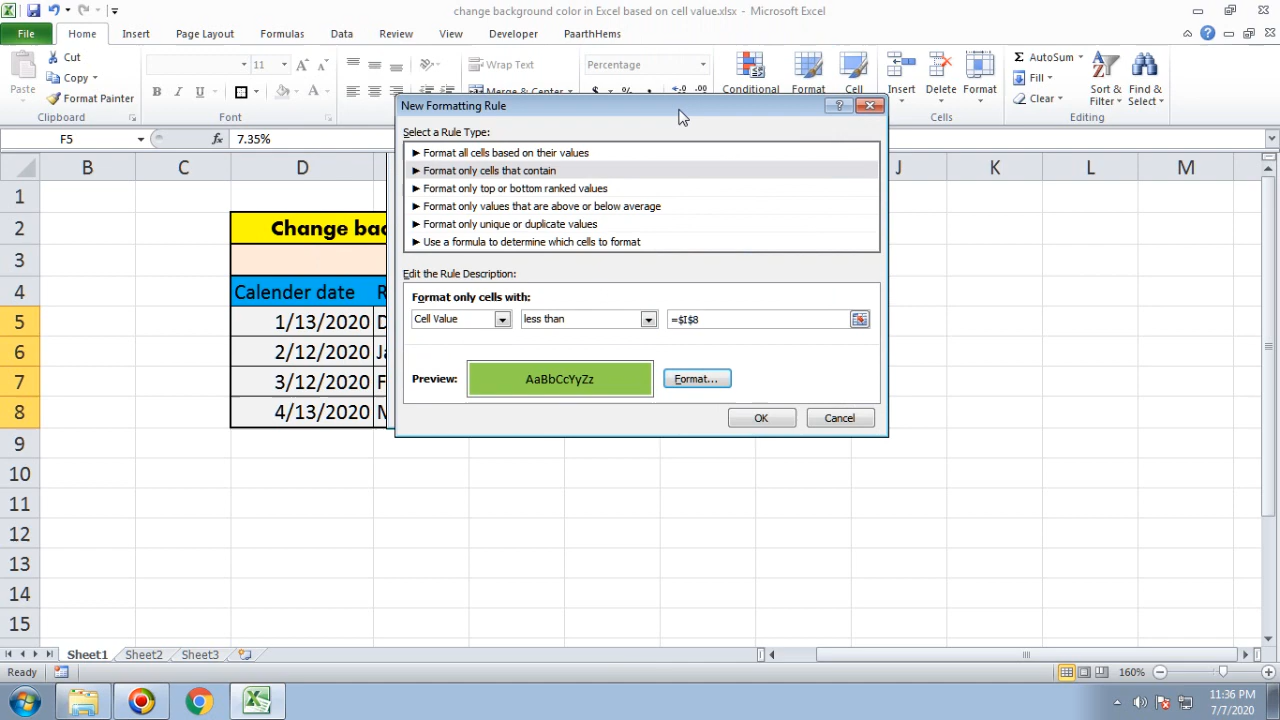 change background color in Excel based on cell value.xlsx - Microsoft Excel
File Home Insert Page Layout Formulas Data Review View Developer PaarthHems
Paste
Cut
Copy
Format Painter
Clipboard
11
Font
Wrap Text
Merge & Center
Percentage
Conditional Format Cell
Insert Delete Format
Cells
AutoSum
Fill
Clear
Sort & Filter
Find & Select
Editing
F5 fx 7.35%
B C D J K L M
1
2 Change bac
3
4 Calender date R
5 1/13/2020 D
6 2/12/2020 Ja
7 3/12/2020 F
8 4/13/2020 M
9
10
11
12
13
14
15
New Formatting Rule
Select a Rule Type:
► Format all cells based on their values
► Format only cells that contain
► Format only top or bottom ranked values
► Format only values that are above or below average
► Format only unique or duplicate values
► Use a formula to determine which cells to format
Edit the Rule Description:
Format only cells with:
Cell Value less than =$I$8
Preview: AaBbCcYyZz Format...
OK Cancel
Sheet1 Sheet2 Sheet3
Ready 160%
11:36 PM
7/7/2020